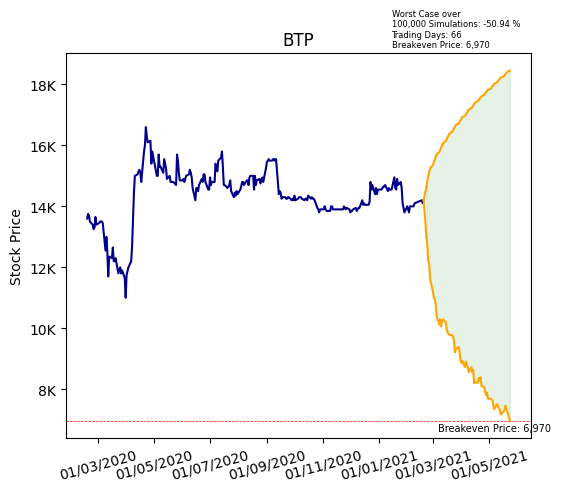 Worst Case over
100,000 Simulations: -50.94 %
Trading Days: 66
Breakeven Price: 6,970
BTP
Stock Price
18K
16K
14K
12K
10K
8K
Breakeven Price: 6,970
01/03/2020
01/05/2020
01/07/2020
01/09/2020
01/11/2020
01/01/2021
01/03/2021
01/05/2021